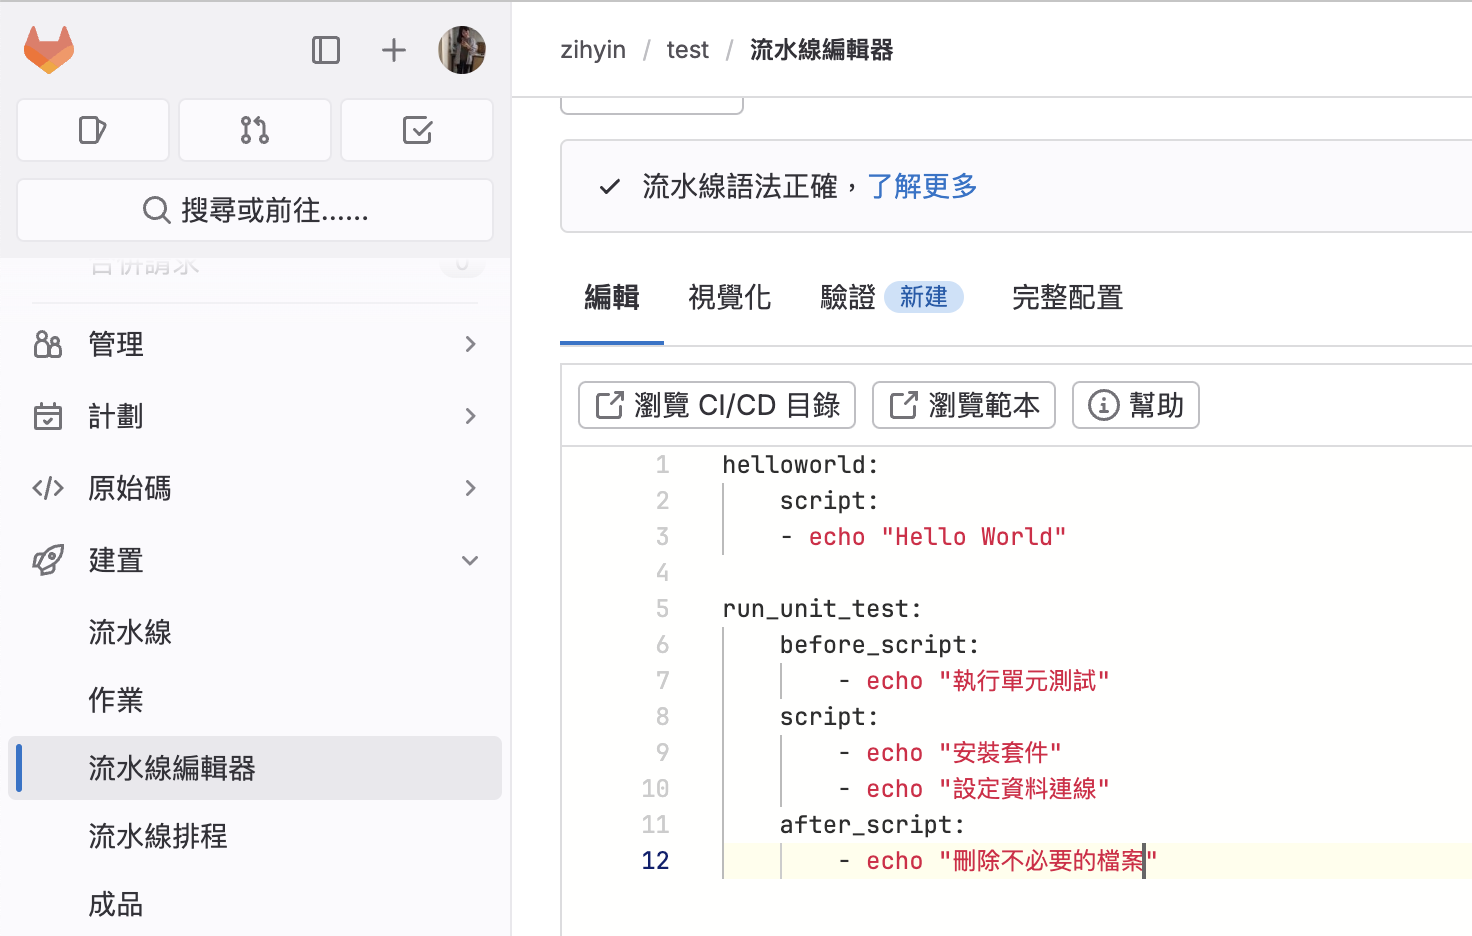 zihyin / test / 流水線編輯器
搜尋或前往......
合併請求 0
管理
計劃
原始碼
建置
流水線
作業
流水線編輯器
流水線排程
成品
流水線語法正確，了解更多
編輯 視覺化 驗證 新建 完整配置
瀏覽 CI/CD 目錄 瀏覽範本 幫助
1 helloworld:
2 script:
3 - echo "Hello World"
4
5 run_unit_test:
6 before_script:
7 - echo "執行單元測試"
8 script:
9 - echo "安裝套件"
10 - echo "設定資料連線"
11 after_script:
12 - echo "刪除不必要的檔案"